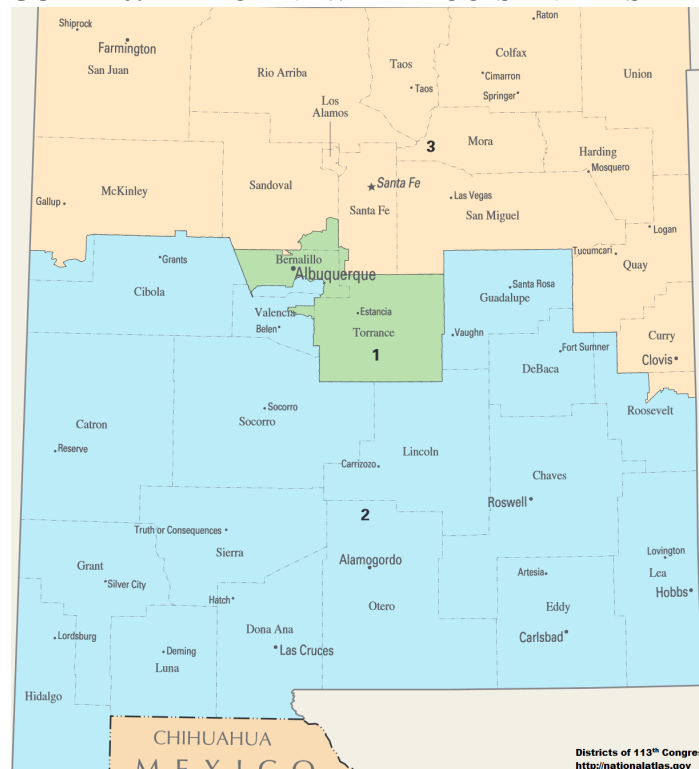 Raton
Shiprock
Farmington
San Juan
Colfax
Taos
Rio Arriba
Cimarron
Union
Taos
Springer
Los
Alamos
Mora
3
Harding
Mosquero
Santa Fe
Sandoval
McKinley
Las Vegas
Gallup
Santa Fe
San Miguel
Logan
Tucumcari
Quay
Grants
Bernalillo
Albuquerque
Cibola
Santa Rosa
Guadalupe
Valencia
Estancia
Belen
Torrance
Vaughn
Curry
Fort Sumner
1
Clovis
DeBaca
Socorro
Roosevelt
Catron
Socorro
Reserve
Lincoln
Carrizozo
Chaves
Roswell
2
Truth or Consequences
Sierra
Lovington
Grant
Alamogordo
Artesia
Lea
Silver City
Hobbs
Hatch
Otero
Eddy
Dona Ana
Lordsburg
Carlsbad
Deming
Las Cruces
Luna
Hidalgo
CHIHUAHUA
MEXICO
Districts of 113th Congres
http://nationalatlas.gov